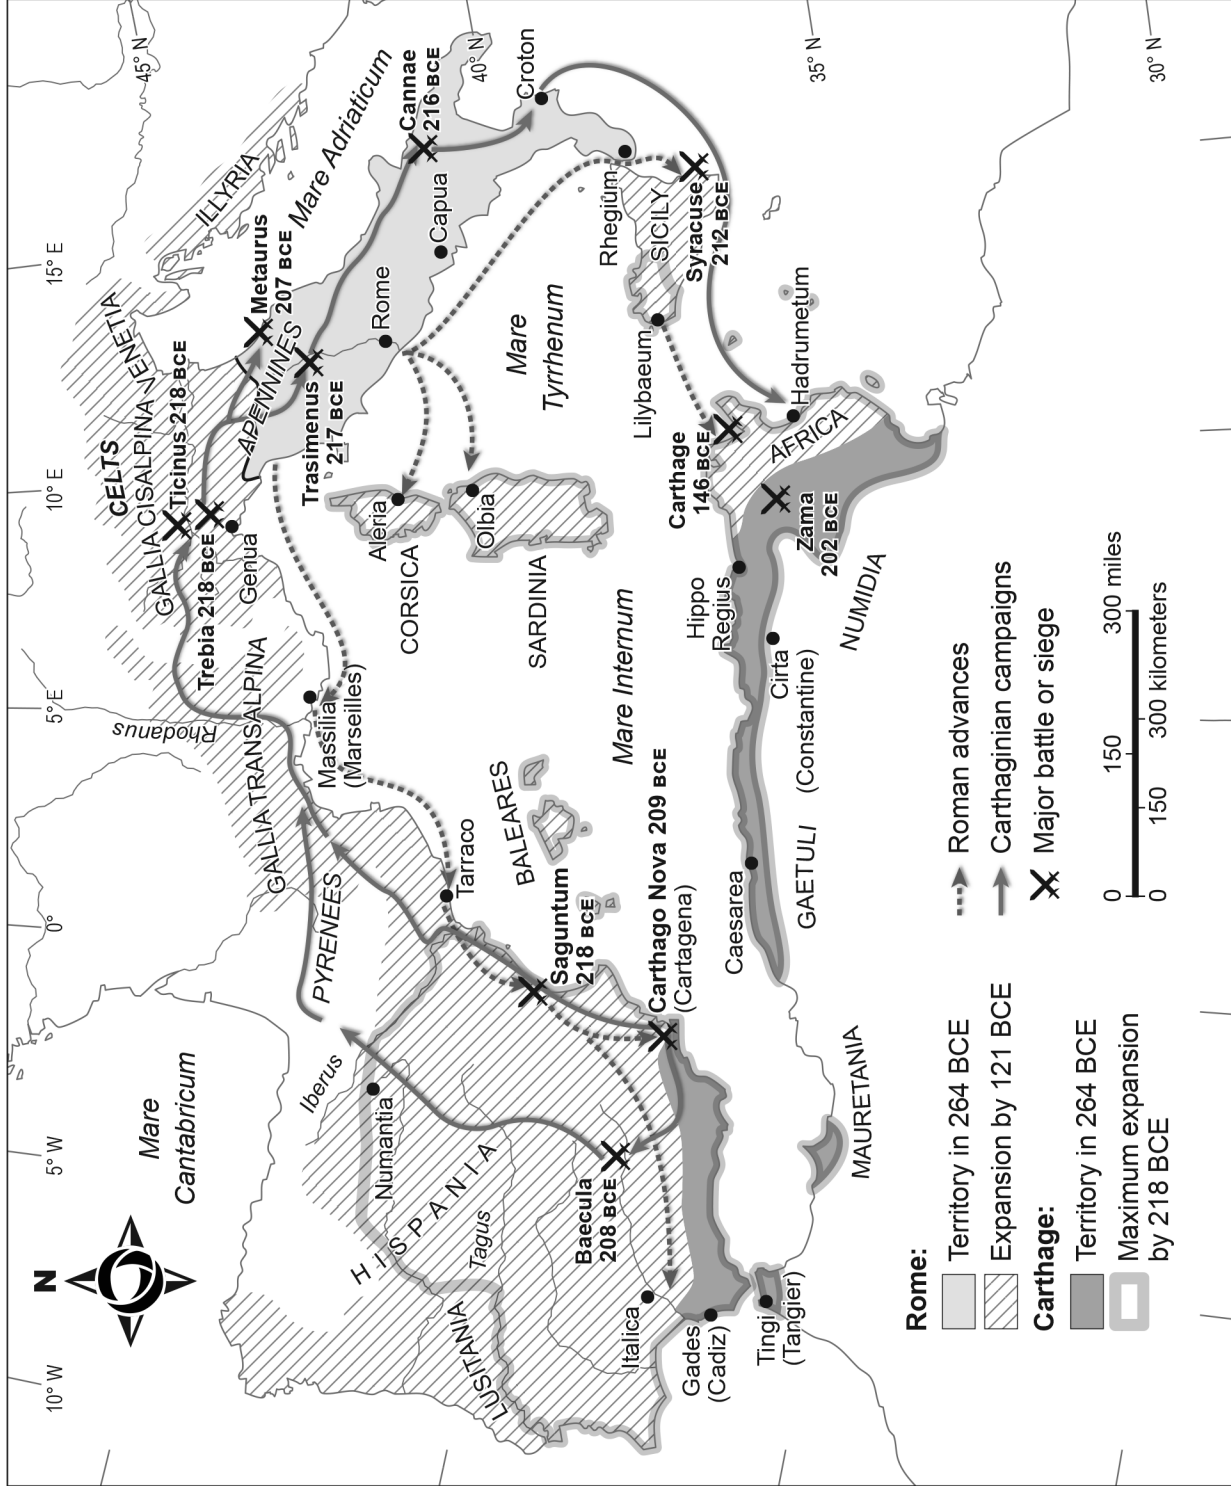 N
10° W
5° W
0°
5° E
10° E
15° E
45° N
40° N
35° N
30° N
Mare
Cantabricum
CELTS
GALLIA CISALPINA
VENETIA
ILLYRIA
Mare Adriaticum
Ticinus 218 BCE
Trebia 218 BCE
Genua
Metaurus
207 BCE
APENNINES
Trasimenus
217 BCE
Rome
Capua
Cannae
216 BCE
Croton
Rhegium
SICILY
Syracuse
212 BCE
Lilybaeum
Mare
Tyrrhenum
Aleria
CORSICA
Olbia
SARDINIA
Rhodanus
GALLIA TRANSALPINA
Massilia
(Marseilles)
PYRENEES
Iberus
Numantia
HISPANIA
Tagus
LUSITANIA
Tarraco
BALEARES
Mare Internum
Saguntum
218 BCE
Carthago Nova 209 BCE
(Cartagena)
Baecula
208 BCE
Italica
Gades
(Cadiz)
Tingi
(Tangier)
MAURETANIA
Caesarea
GAETULI
Cirta
(Constantine)
Hippo
Regius
NUMIDIA
Carthage
146 BCE
Zama
202 BCE
AFRICA
Hadrumetum
Rome:
Territory in 264 BCE
Expansion by 121 BCE
Carthage:
Territory in 264 BCE
Maximum expansion
by 218 BCE
Roman advances
Carthaginian campaigns
Major battle or siege
0 150 300 miles
0 150 300 kilometers